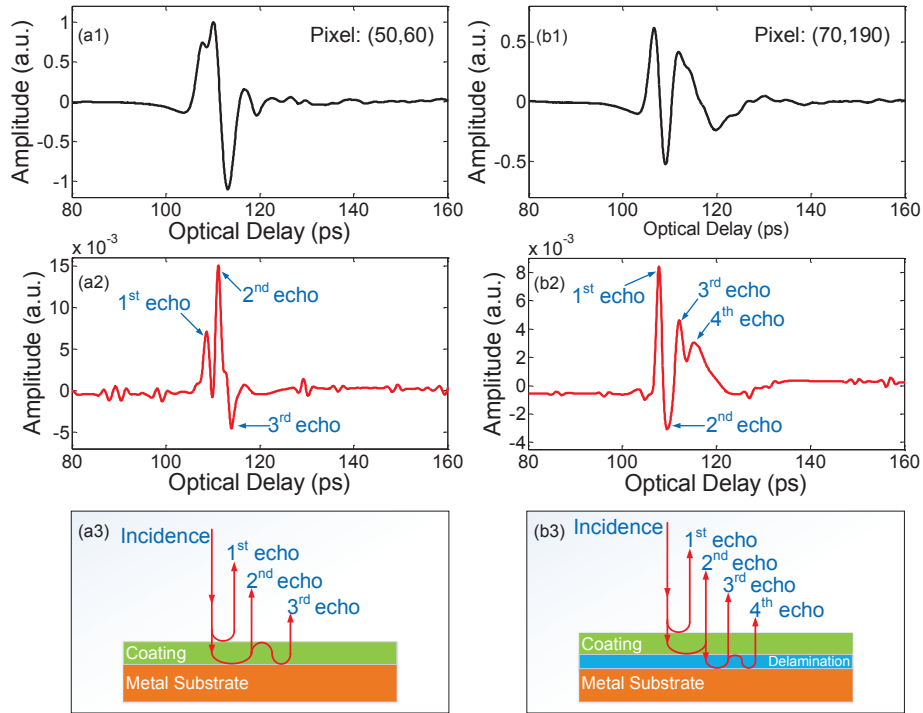 (a1)
Pixel: (50,60)
Amplitude (a.u.)
1
0.5
0
-0.5
-1
80 100 120 140 160
Optical Delay (ps)
(b1)
Pixel: (70,190)
Amplitude (a.u.)
0.5
0
0.5
80 100 120 140 160
Optical Delay (ps)
x 10-3
(a2)
Amplitude (a.u.)
15
10
5
0
-5
1st echo
2nd echo
3rd echo
80 100 120 140 160
Optical Delay (ps)
x 10-3
(b2)
Amplitude (a.u.)
8
6
4
2
0
-2
-4
1st echo
3rd echo
4th echo
2nd echo
80 100 120 140 160
Optical Delay (ps)
(a3)
Incidence
1st echo
2nd echo
3rd echo
Coating
Metal Substrate
(b3)
Incidence
1st echo
2nd echo
3rd echo
4th echo
Coating
Delamination
Metal Substrate